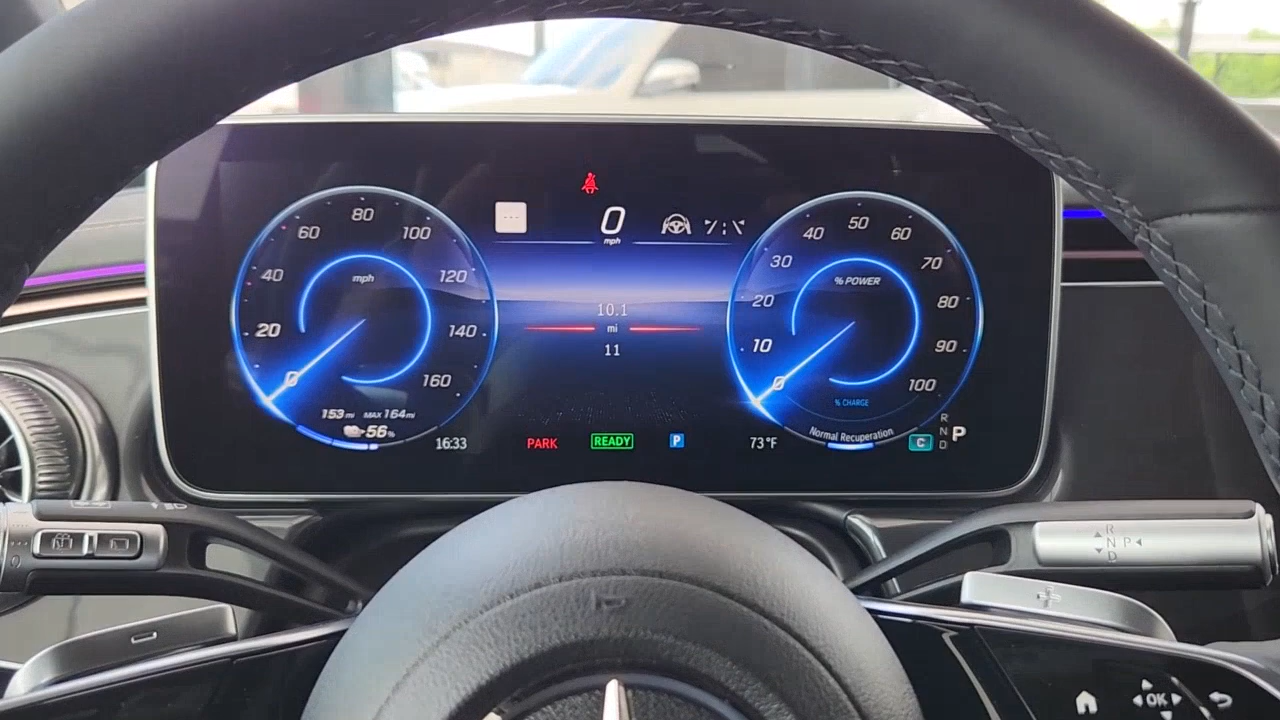 0
mph
80
60
100
40
mph
120
20
140
0
160
153 mi MAX 164 mi
56 %
16:33
10.1
mi
11
PARK
READY
P
73 °F
50
40
60
30
% POWER
70
20
80
10
90
0
100
% CHARGE
Normal Recuperation
C
R
N
D
P
R
N P
D
+
OK